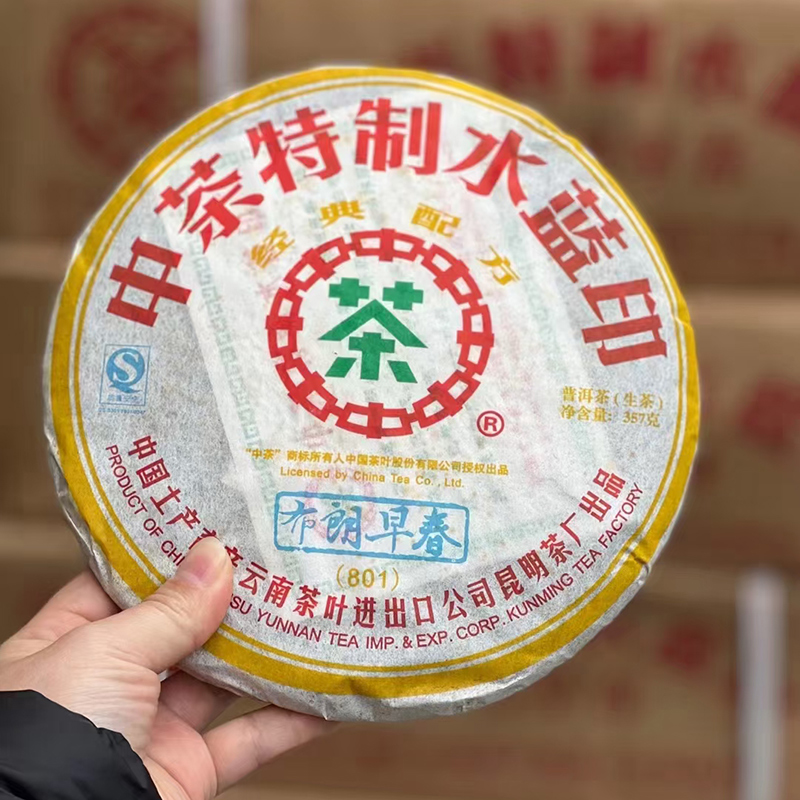 中茶特制水蓝印
经典配方
茶
®
普洱茶（生茶）
净含量：357克
"中茶"商标所有人中国茶叶股份有限公司授权出品
Licensed by China Tea Co., Ltd.
布朗早春
（801）
中国土产 云南茶叶进出口公司昆明茶厂出品
PRODUCT OF SU YUNNAN TEA IMP. & EXP. CORP. KUNMING TEA FACTORY